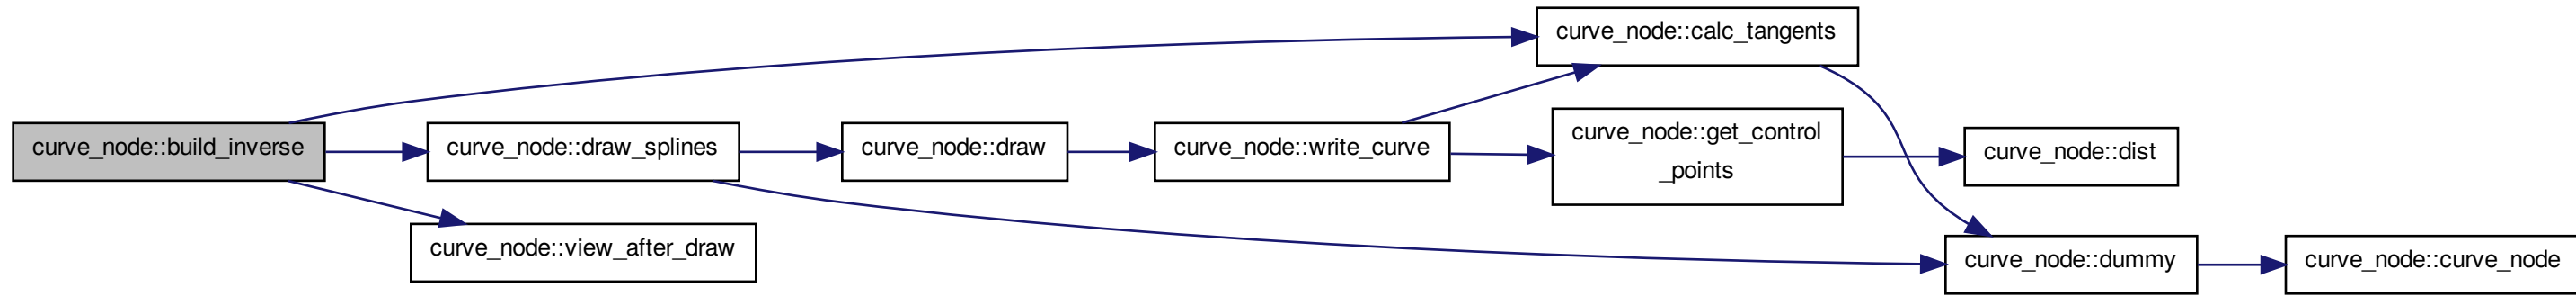 curve_node::build_inverse
curve_node::calc_tangents
curve_node::draw_splines
curve_node::draw
curve_node::write_curve
curve_node::get_control
_points
curve_node::dist
curve_node::view_after_draw
curve_node::dummy
curve_node::curve_node